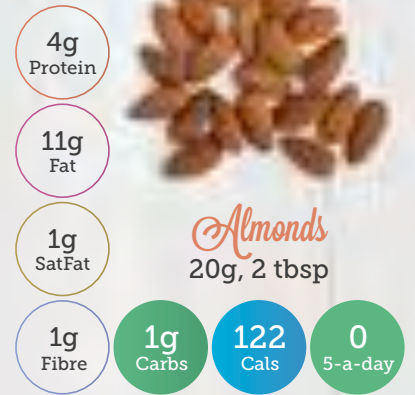 4g
Protein
11g
Fat
1g
SatFat
Almonds
20g, 2 tbsp
1g
Fibre
1g
Carbs
122
Cals
0
5-a-day